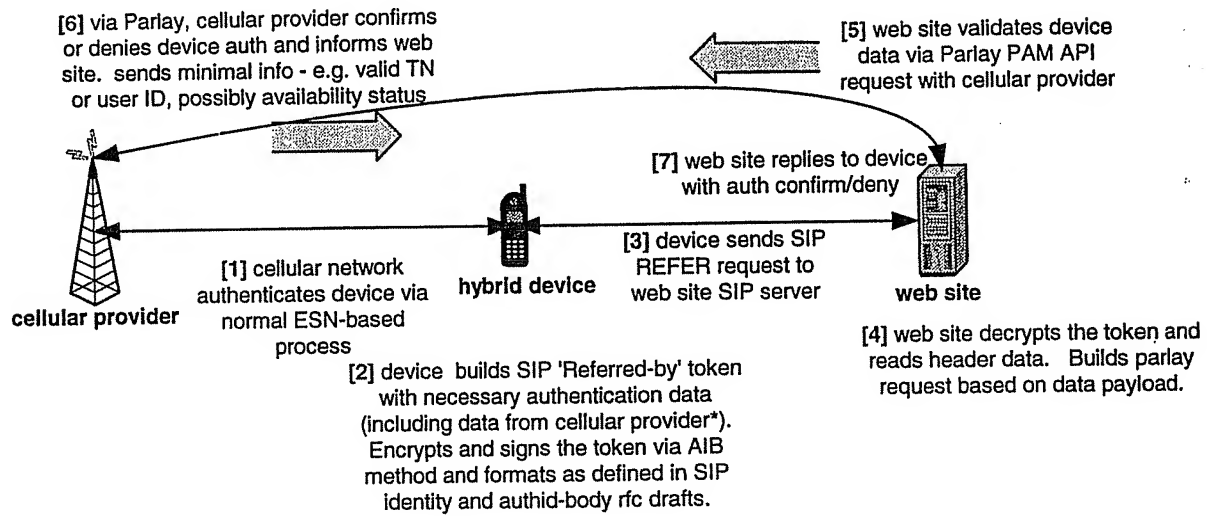 [6] via Parlay, cellular provider confirms
or denies device auth and informs web
site. sends minimal info - e.g. valid TN
or user ID, possibly availability status
[5] web site validates device
data via Parlay PAM API
request with cellular provider
[7] web site replies to device
with auth confirm/deny
[1] cellular network
authenticates device via
normal ESN-based
process
hybrid device
[3] device sends SIP
REFER request to
web site SIP server
web site
cellular provider
[2] device builds SIP 'Referred-by' token
with necessary authentication data
(including data from cellular provider*).
Encrypts and signs the token via AIB
method and formats as defined in SIP
identity and authid-body rfc drafts.
[4] web site decrypts the token and
reads header data. Builds parlay
request based on data payload.